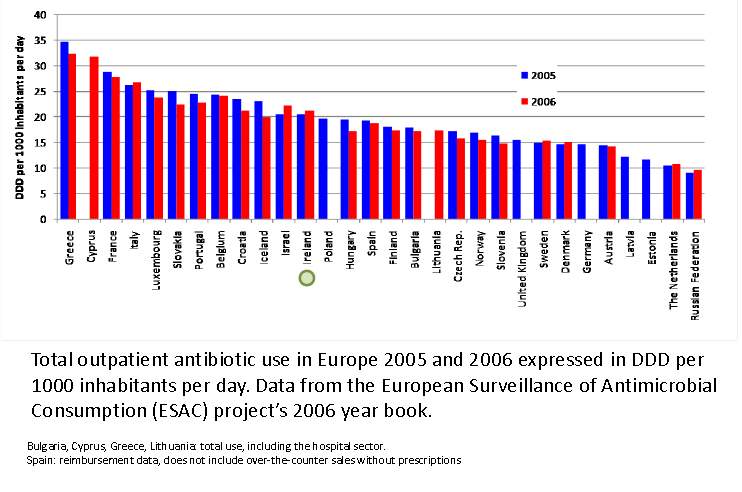 DDD per 1000 inhabitants per day
40
35
30
25
20
15
10
5
0
2005
2006
Greece
Cyprus
France
Italy
Luxembourg
Slovakia
Portugal
Belgium
Croatia
Iceland
Israel
Ireland
Poland
Hungary
Spain
Finland
Bulgaria
Lithuania
Czech Rep.
Norway
Slovenia
United Kingdom
Sweden
Denmark
Germany
Austria
Latvia
Estonia
The Netherlands
Russian Federation
Total outpatient antibiotic use in Europe 2005 and 2006 expressed in DDD per
1000 inhabitants per day. Data from the European Surveillance of Antimicrobial
Consumption (ESAC) project's 2006 year book.
Bulgaria, Cyprus, Greece, Lithuania: total use, including the hospital sector.
Spain: reimbursement data, does not include over-the-counter sales without prescriptions